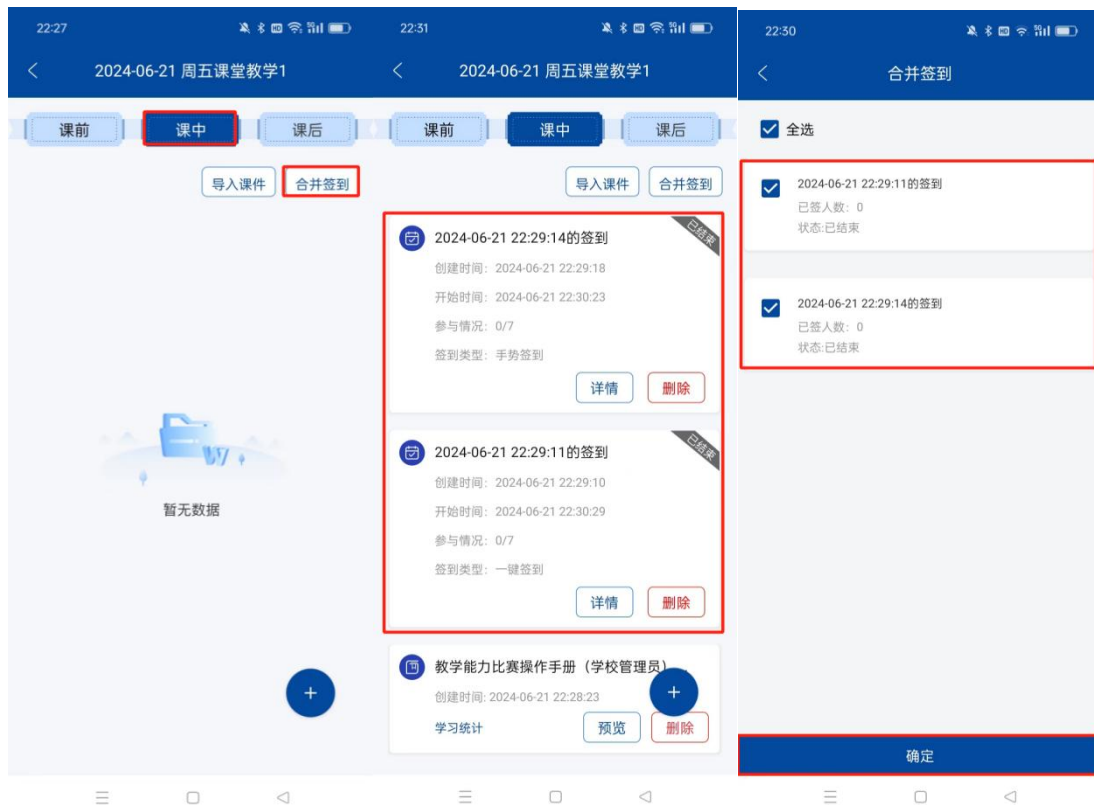 22:27
2024-06-21 周五课堂教学1
课前
课中
课后
导入课件
合并签到
暂无数据
+
22:31
2024-06-21 周五课堂教学1
课前
课中
课后
导入课件
合并签到
2024-06-21 22:29:14的签到
已结束
创建时间：2024-06-21 22:29:18
开始时间：2024-06-21 22:30:23
参与情况：0/7
签到类型：手势签到
详情
删除
2024-06-21 22:29:11的签到
已结束
创建时间：2024-06-21 22:29:10
开始时间：2024-06-21 22:30:29
参与情况：0/7
签到类型：一键签到
详情
删除
教学能力比赛操作手册（学校管理员）
创建时间: 2024-06-21 22:28:23
+
学习统计
预览
删除
22:30
合并签到
全选
2024-06-21 22:29:11的签到
已签人数：0
状态:已结束
2024-06-21 22:29:14的签到
已签人数：0
状态:已结束
确定